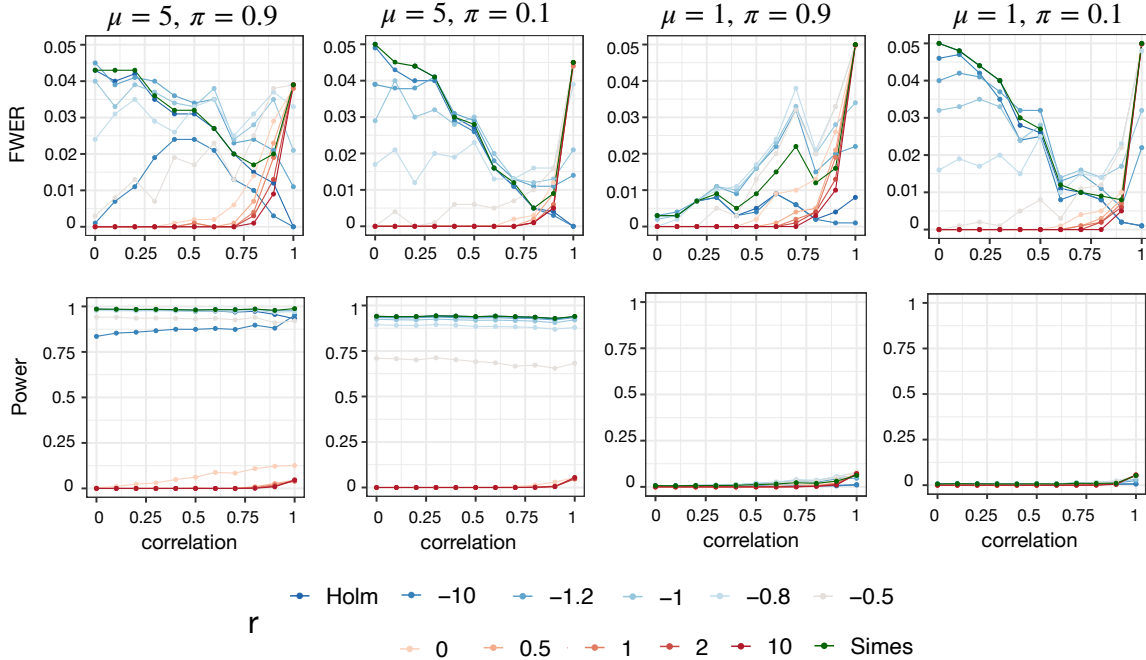 μ = 5, π = 0.9 μ = 5, π = 0.1 μ = 1, π = 0.9 μ = 1, π = 0.1
FWER
0.05 0.05 0.05 0.05
0.04 0.04 0.04 0.04
0.03 0.03 0.03 0.03
0.02 0.02 0.02 0.02
0.01 0.01 0.01 0.01
0 0 0 0
0 0.25 0.50 0.75 1 0 0.25 0.50 0.75 1 0 0.25 0.50 0.75 1 0 0.25 0.50 0.75 1
Power
1 1 1 1
0.75 0.75 0.75 0.75
0.5 0.5 0.5 0.5
0.25 0.25 0.25 0.25
0 0 0 0
0 0.25 0.50 0.75 1 0 0.25 0.50 0.75 1 0 0.25 0.50 0.75 1 0 0.25 0.50 0.75 1
correlation correlation correlation correlation
r
Holm −10 −1.2 −1 −0.8 −0.5
0 0.5 1 2 10 Simes